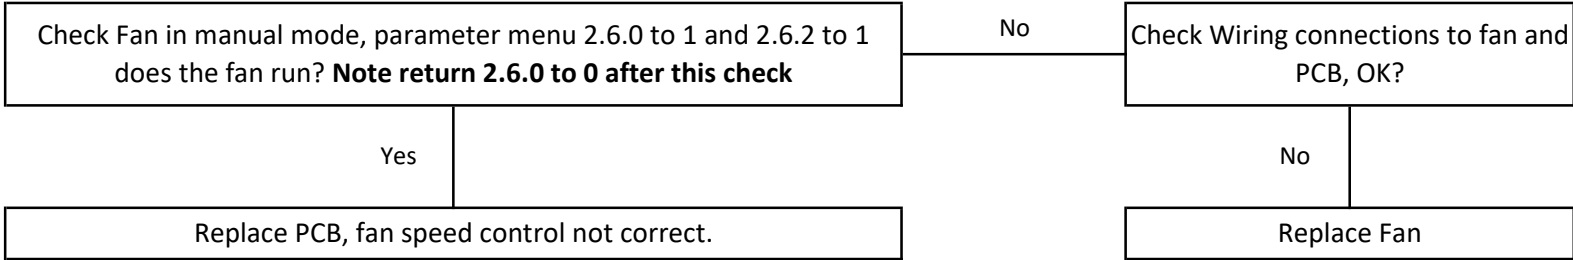 Check Fan in manual mode, parameter menu 2.6.0 to 1 and 2.6.2 to 1
does the fan run? Note return 2.6.0 to 0 after this check
No
Check Wiring connections to fan and
PCB, OK?
Yes
No
Replace PCB, fan speed control not correct.
Replace Fan